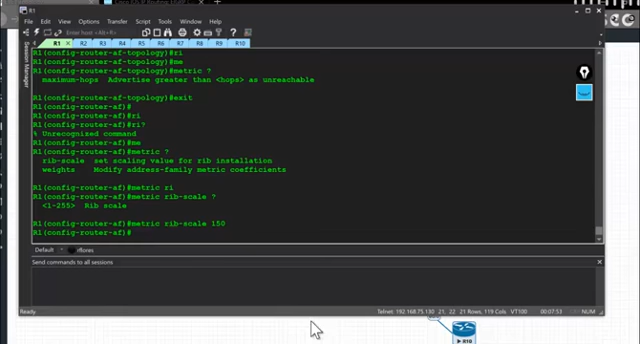 R1
File Edit View Options Transfer Script Tools Window Help
Enter host <Alt+R>
R1 R2 R3 R4 R5 R6 R7 R8 R9 R10
Session Manager
R1(config-router-af-topology)#ri
R1(config-router-af-topology)#me
R1(config-router-af-topology)#metric ?
maximum-hops Advertise greater than <hops> as unreachable
R1(config-router-af-topology)#exit
R1(config-router-af)#
R1(config-router-af)#ri
R1(config-router-af)#ri?
% Unrecognized command
R1(config-router-af)#me
R1(config-router-af)#metric ?
rib-scale set scaling value for rib installation
weights Modify address-family metric coefficients
R1(config-router-af)#metric ri
R1(config-router-af)#metric rib-scale ?
<1-255> Rib scale
R1(config-router-af)#metric rib-scale 150
R1(config-router-af)#
Default rflores
Send commands to all sessions
Ready Telnet: 192.168.75.130 21, 22 21 Rows, 119 Cols VT100 00:07:53 NUM
R10